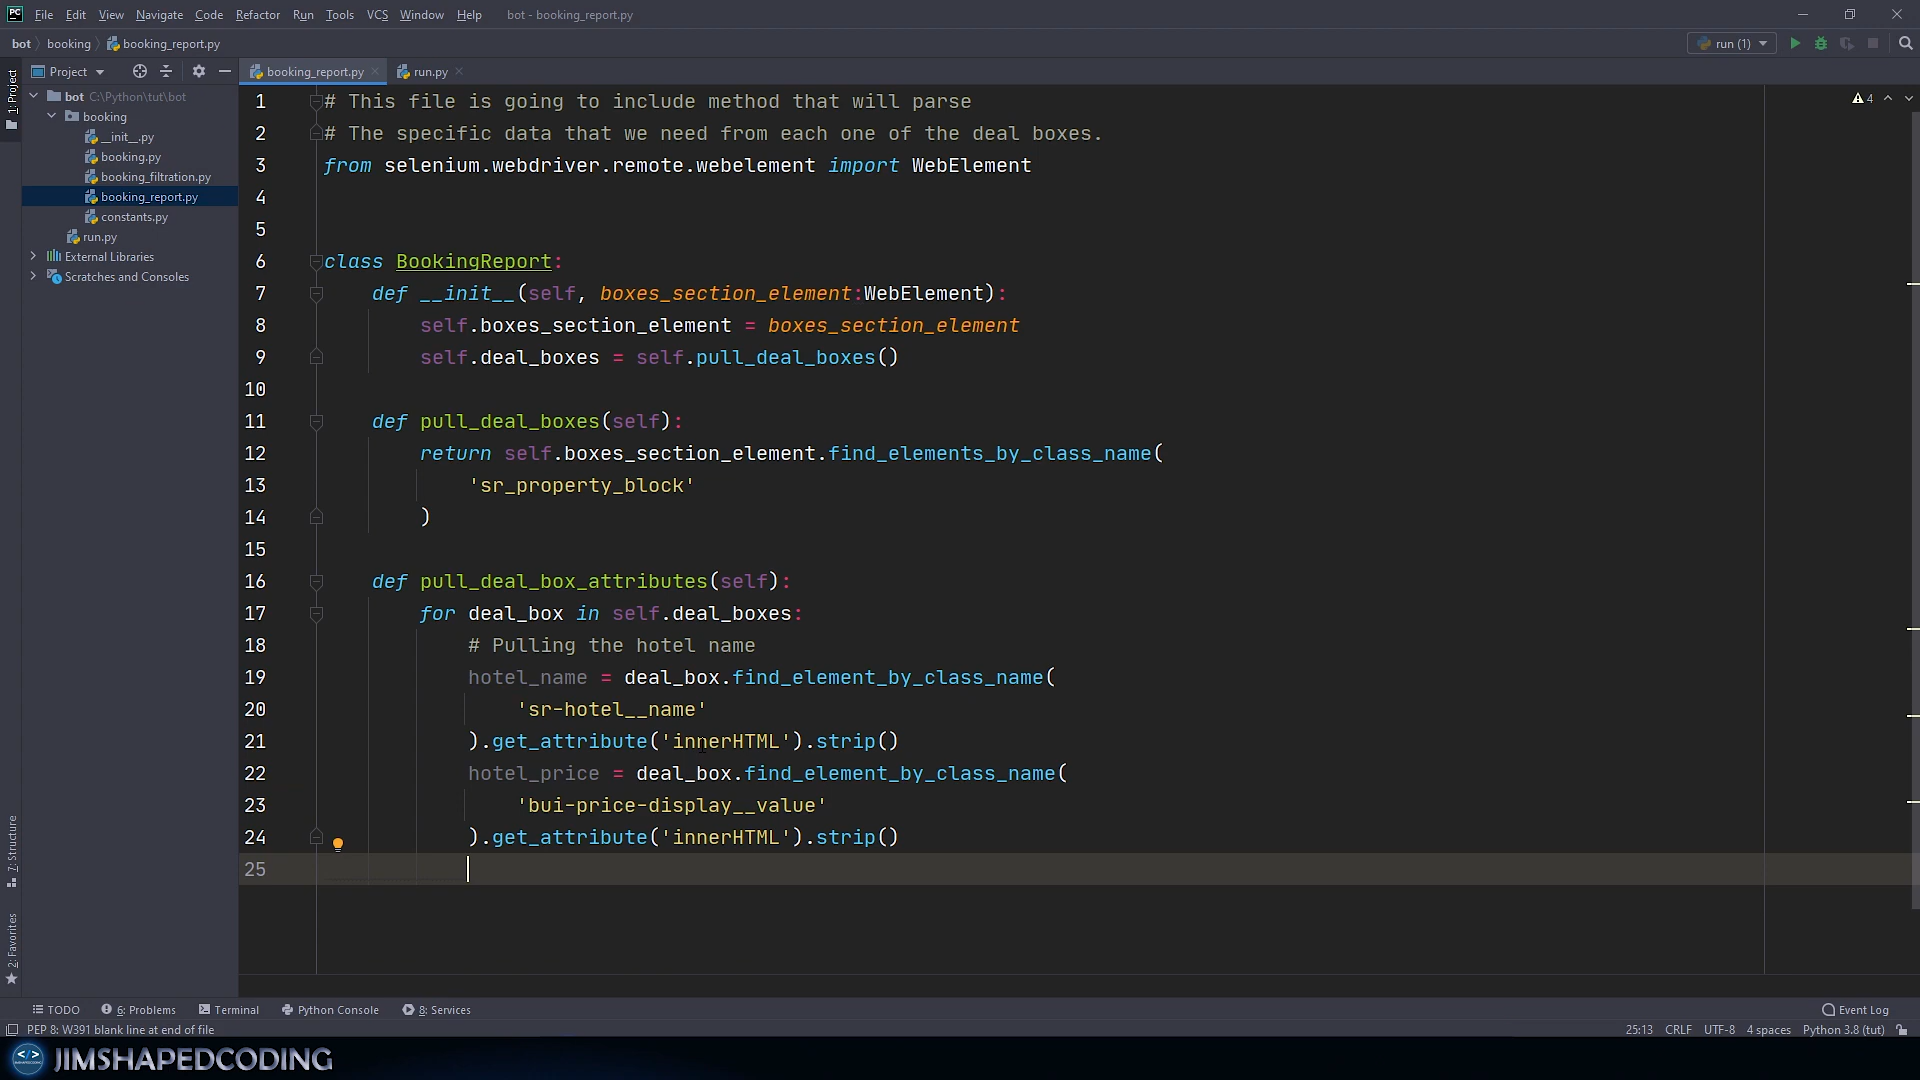 File Edit View Navigate Code Refactor Run Tools VCS Window Help bot - booking_report.py
bot booking booking_report.py run (1)
Project booking_report.py run.py
1: Project
bot C:\Python\tut\bot
booking
__init__.py
booking.py
booking_filtration.py
booking_report.py
constants.py
run.py
External Libraries
Scratches and Consoles
4
1 # This file is going to include method that will parse
2 # The specific data that we need from each one of the deal boxes.
3 from selenium.webdriver.remote.webelement import WebElement
4
5
6 class BookingReport:
7 def __init__(self, boxes_section_element:WebElement):
8 self.boxes_section_element = boxes_section_element
9 self.deal_boxes = self.pull_deal_boxes()
10
11 def pull_deal_boxes(self):
12 return self.boxes_section_element.find_elements_by_class_name(
13 'sr_property_block'
14 )
15
16 def pull_deal_box_attributes(self):
17 for deal_box in self.deal_boxes:
18 # Pulling the hotel name
19 hotel_name = deal_box.find_element_by_class_name(
20 'sr-hotel__name'
21 ).get_attribute('innerHTML').strip()
22 hotel_price = deal_box.find_element_by_class_name(
23 'bui-price-display__value'
24 ).get_attribute('innerHTML').strip()
25
7: Structure
2: Favorites
TODO 6: Problems Terminal Python Console 8: Services Event Log
PEP 8: W391 blank line at end of file 25:13 CRLF UTF-8 4 spaces Python 3.8 (tut)
JIMSHAPEDCODING